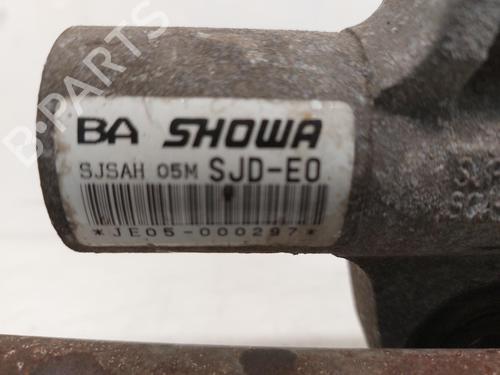 B-PARTS
BA SHOWA
SJSAH 05M SJD-E0
*JE05-000297*